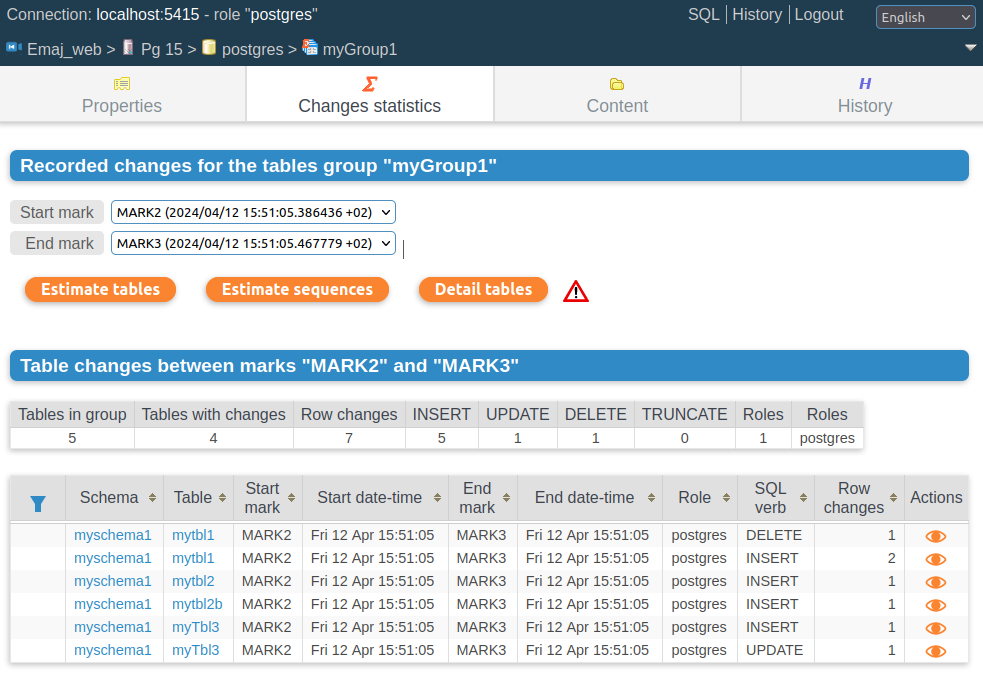 Connection: localhost:5415 - role "postgres" SQL History Logout English
Emaj_web > Pg 15 > postgres > myGroup1
Properties Changes statistics Content History
Recorded changes for the tables group "myGroup1"
Start mark MARK2 (2024/04/12 15:51:05.386436 +02)
End mark MARK3 (2024/04/12 15:51:05.467779 +02)
Estimate tables Estimate sequences Detail tables
Table changes between marks "MARK2" and "MARK3"
Tables in group Tables with changes Row changes INSERT UPDATE DELETE TRUNCATE Roles Roles
5 4 7 5 1 1 0 1 postgres
Schema Table Start mark Start date-time End mark End date-time Role SQL verb Row changes Actions
myschema1 mytbl1 MARK2 Fri 12 Apr 15:51:05 MARK3 Fri 12 Apr 15:51:05 postgres DELETE 1
myschema1 mytbl1 MARK2 Fri 12 Apr 15:51:05 MARK3 Fri 12 Apr 15:51:05 postgres INSERT 2
myschema1 mytbl2 MARK2 Fri 12 Apr 15:51:05 MARK3 Fri 12 Apr 15:51:05 postgres INSERT 1
myschema1 mytbl2b MARK2 Fri 12 Apr 15:51:05 MARK3 Fri 12 Apr 15:51:05 postgres INSERT 1
myschema1 myTbl3 MARK2 Fri 12 Apr 15:51:05 MARK3 Fri 12 Apr 15:51:05 postgres INSERT 1
myschema1 myTbl3 MARK2 Fri 12 Apr 15:51:05 MARK3 Fri 12 Apr 15:51:05 postgres UPDATE 1